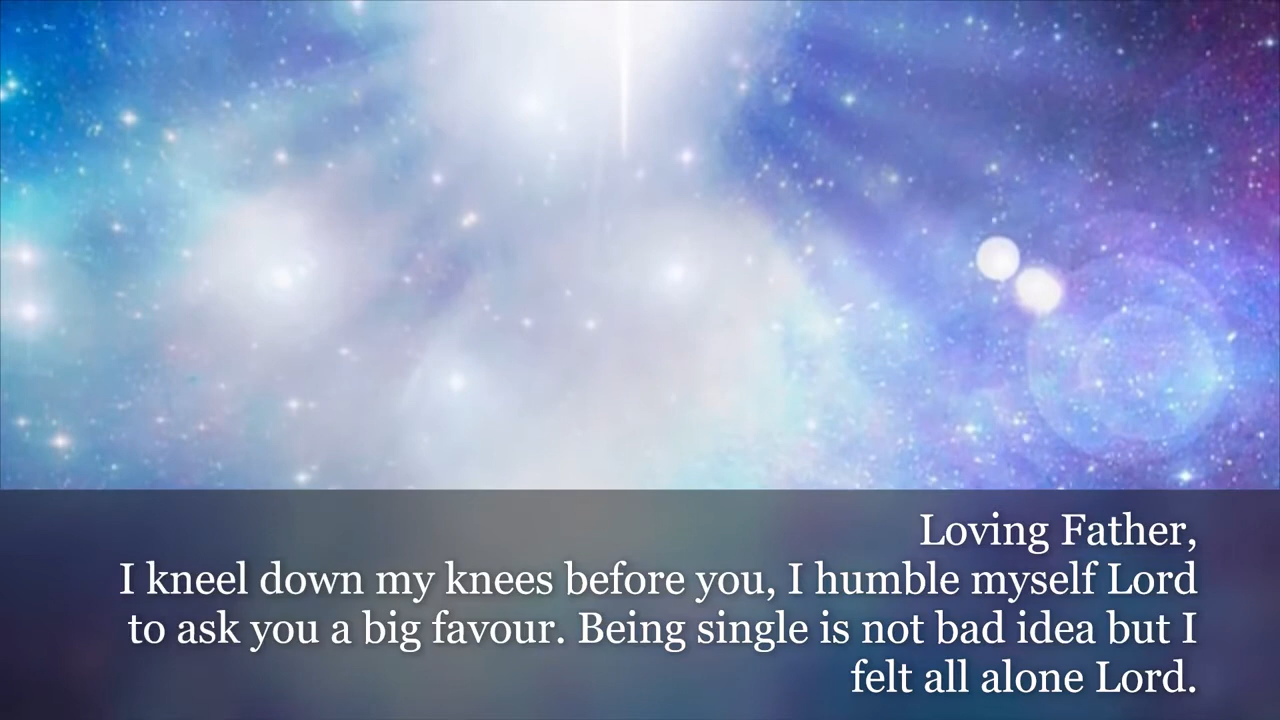 Loving Father,
I kneel down my knees before you, I humble myself Lord
to ask you a big favour. Being single is not bad idea but I
felt all alone Lord.